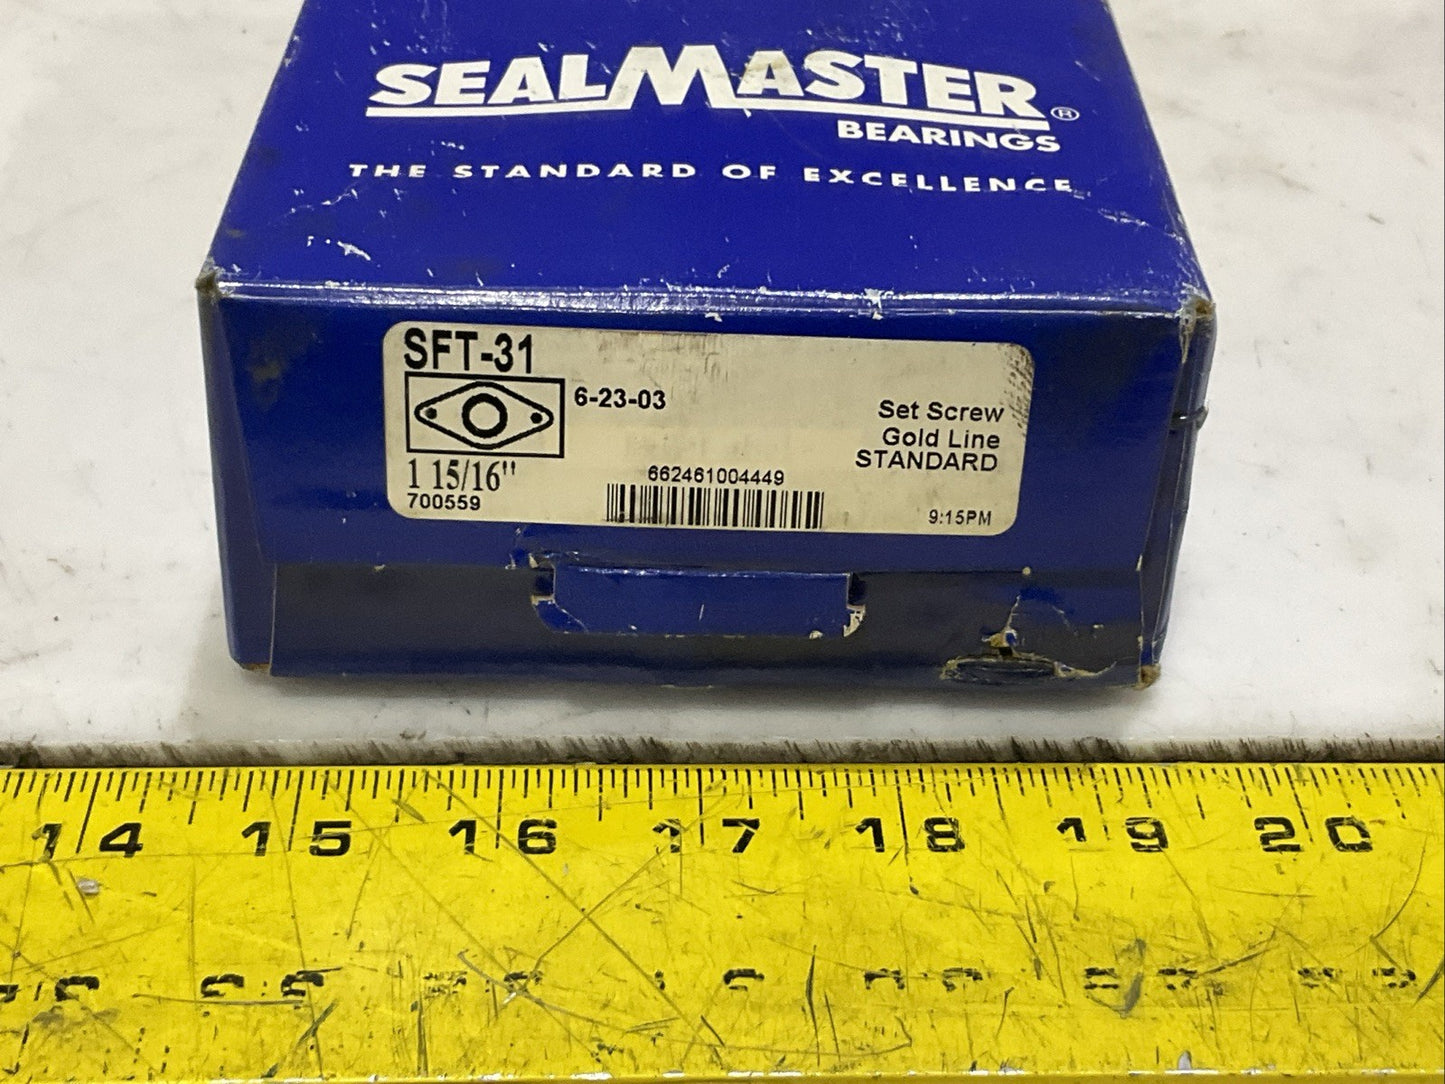 SEALMASTER®
BEARINGS
THE STANDARD OF EXCELLENCE
SFT-31
6-23-03
Set Screw
Gold Line
STANDARD
1 15/16"
700559
662461004449
9:15PM
14 15 16 17 18 19 20